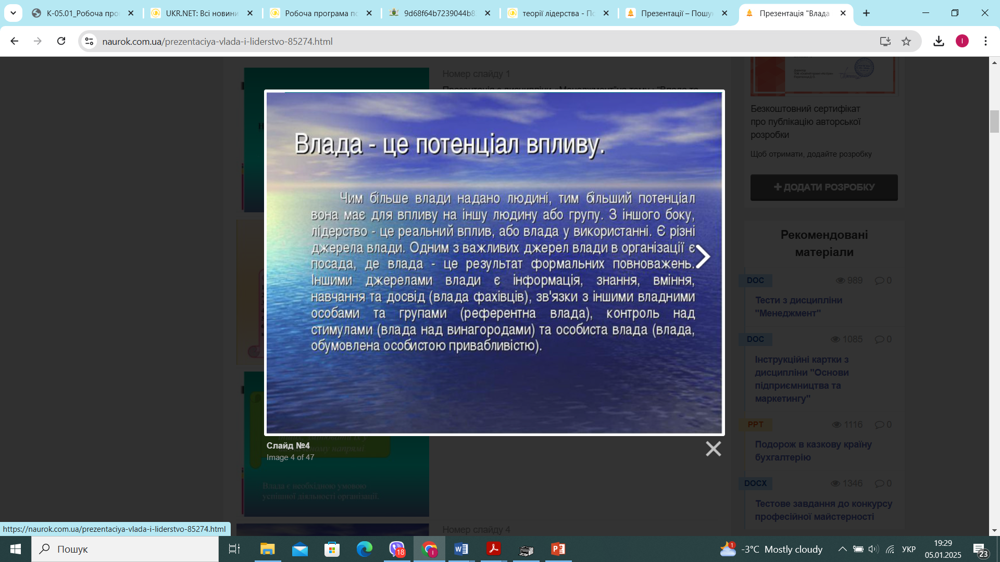 K-05.01_Робоча про
UKR.NET: Всі новини
Робоча програма по
9d68f64b7239044b8.
теорії лідерства - По
Презентації – Пошу
Презентація "Влада
naurok.com.ua/prezentaciya-vlada-i-liderstvo-85274.html
Номер слайду 1
Безкоштовний сертифікат
про публікацію авторської
розробки
Щоб отримати, додайте розробку
ДОДАТИ РОЗРОБКУ
Влада - це потенціал впливу.
Чим більше влади надано людині, тим більший потенціал
вона має для впливу на іншу людину або групу. З іншого боку,
лідерство - це реальний вплив, або влада у використанні. Є різні
джерела влади. Одним з важливих джерел влади в організації є
посада, де влада - це результат формальних повноважень.
Іншими джерелами влади є інформація, знання, вміння,
навчання та досвід (влада фахівців), зв'язки з іншими владними
особами та групами (референтна влада), контроль над
стимулами (влада над винагородами) та особиста влада (влада,
обумовлена особистою привабливістю).
Слайд №4
Image 4 of 47
Рекомендовані
матеріали
DOC 989 0
Тести з дисципліни
"Менеджмент"
DOC 1085 0
Інструкційні картки з
дисципліни "Основи
підприємництва та
маркетингу"
PPT 1116 0
Подорож в казкову країну
бухгалтерію
DOCX 1346 0
Тестове завдання до конкурсу
професійної майстерності
Влада є необхідною умовою
успішної діяльності організації.
Номер слайду 4
https://naurok.com.ua/prezentaciya-vlada-i-liderstvo-85274.html
Пошук
18
1
-3°C Mostly cloudy
УКР
19:29
05.01.2025
23